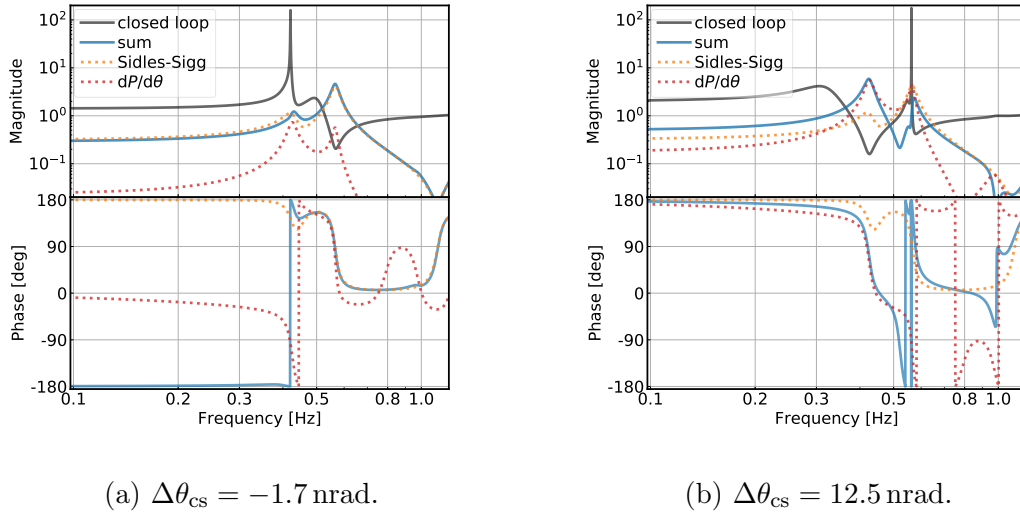 closed loop
sum
Sidles-Sigg
dP/dθ
10²
10¹
10⁰
10⁻¹
Magnitude
180
90
0
-90
-180
Phase [deg]
0.1 0.2 0.3 0.5 0.8 1.0
Frequency [Hz]
(a) Δθcs = −1.7 nrad.
closed loop
sum
Sidles-Sigg
dP/dθ
10²
10¹
10⁰
10⁻¹
Magnitude
180
90
0
-90
-180
Phase [deg]
0.1 0.2 0.3 0.5 0.8 1.0
Frequency [Hz]
(b) Δθcs = 12.5 nrad.